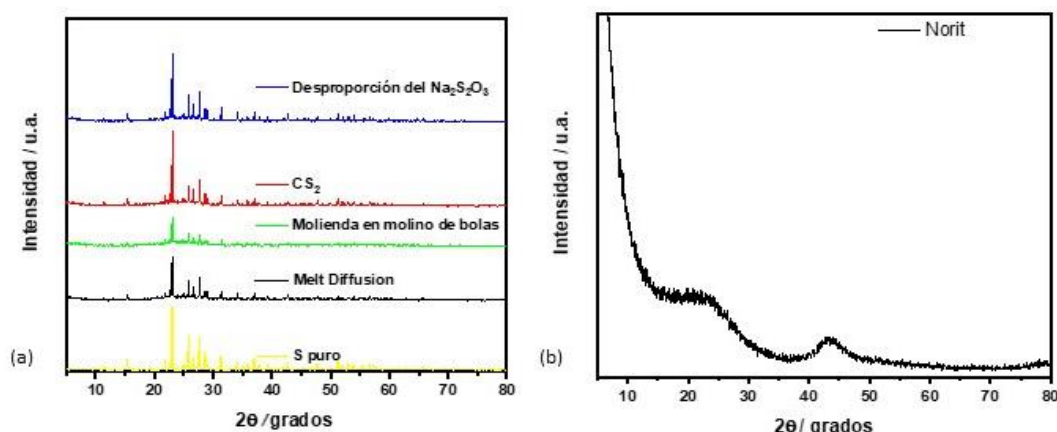 Intensidad / u.a.
Desproporción del Na₂S₂O₃
CS₂
Molienda en molino de bolas
Melt Diffusion
S puro
(a)
10 20 30 40 50 60 70 80
2θ /grados
Intensidad / u.a.
Norit
(b)
10 20 30 40 50 60 70 80
2θ/ grados